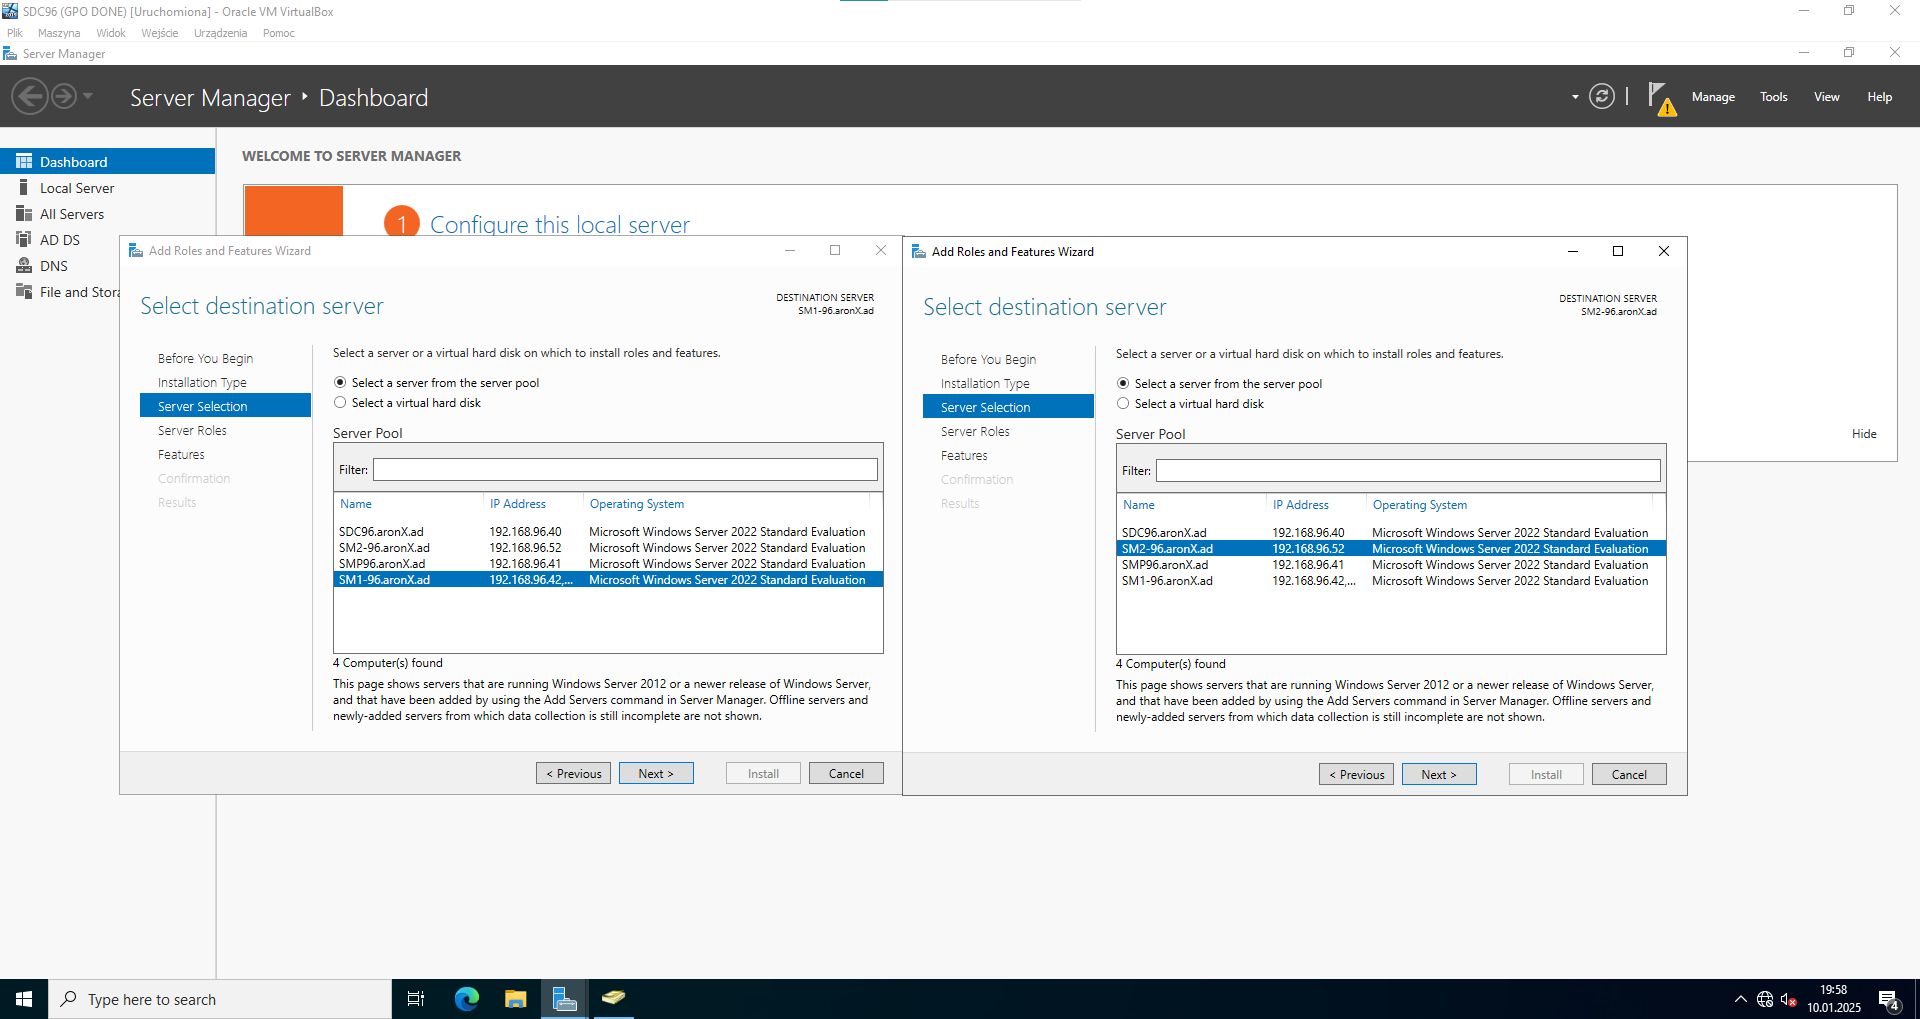 SDC96 (GPO DONE) [Uruchomiona] - Oracle VM VirtualBox
Plik Maszyna Widok Wejście Urządzenia Pomoc
Server Manager
Server Manager ‣ Dashboard
Manage Tools View Help
Dashboard
Local Server
All Servers
AD DS
DNS
File and Stora
WELCOME TO SERVER MANAGER
1 Configure this local server
Hide
Add Roles and Features Wizard
Select destination server
DESTINATION SERVER
SM1-96.aronX.ad
Before You Begin
Installation Type
Server Selection
Server Roles
Features
Confirmation
Results
Select a server or a virtual hard disk on which to install roles and features.
Select a server from the server pool
Select a virtual hard disk
Server Pool
Filter:
Name IP Address Operating System
SDC96.aronX.ad 192.168.96.40 Microsoft Windows Server 2022 Standard Evaluation
SM2-96.aronX.ad 192.168.96.52 Microsoft Windows Server 2022 Standard Evaluation
SMP96.aronX.ad 192.168.96.41 Microsoft Windows Server 2022 Standard Evaluation
SM1-96.aronX.ad 192.168.96.42,... Microsoft Windows Server 2022 Standard Evaluation
4 Computer(s) found
This page shows servers that are running Windows Server 2012 or a newer release of Windows Server,
and that have been added by using the Add Servers command in Server Manager. Offline servers and
newly-added servers from which data collection is still incomplete are not shown.
< Previous Next > Install Cancel
Add Roles and Features Wizard
Select destination server
DESTINATION SERVER
SM2-96.aronX.ad
Before You Begin
Installation Type
Server Selection
Server Roles
Features
Confirmation
Results
Select a server or a virtual hard disk on which to install roles and features.
Select a server from the server pool
Select a virtual hard disk
Server Pool
Filter:
Name IP Address Operating System
SDC96.aronX.ad 192.168.96.40 Microsoft Windows Server 2022 Standard Evaluation
SM2-96.aronX.ad 192.168.96.52 Microsoft Windows Server 2022 Standard Evaluation
SMP96.aronX.ad 192.168.96.41 Microsoft Windows Server 2022 Standard Evaluation
SM1-96.aronX.ad 192.168.96.42,... Microsoft Windows Server 2022 Standard Evaluation
4 Computer(s) found
This page shows servers that are running Windows Server 2012 or a newer release of Windows Server,
and that have been added by using the Add Servers command in Server Manager. Offline servers and
newly-added servers from which data collection is still incomplete are not shown.
< Previous Next > Install Cancel
Type here to search
19:58
10.01.2025
4